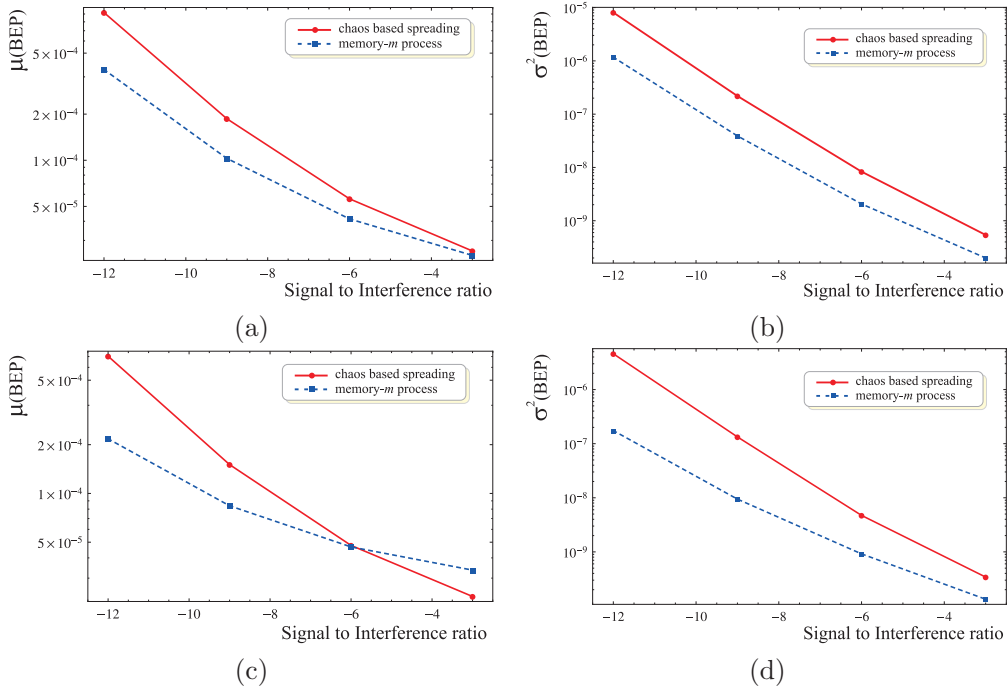 μ(BEP)
5×10⁻⁴
2×10⁻⁴
1×10⁻⁴
5×10⁻⁵
chaos based spreading
memory-m process
−12
−10
−8
−6
−4
Signal to Interference ratio
(a)
σ²(BEP)
10⁻⁵
10⁻⁶
10⁻⁷
10⁻⁸
10⁻⁹
chaos based spreading
memory-m process
−12
−10
−8
−6
−4
Signal to Interference ratio
(b)
μ(BEP)
5×10⁻⁴
2×10⁻⁴
1×10⁻⁴
5×10⁻⁵
chaos based spreading
memory-m process
−12
−10
−8
−6
−4
Signal to Interference ratio
(c)
σ²(BEP)
10⁻⁶
10⁻⁷
10⁻⁸
10⁻⁹
chaos based spreading
memory-m process
−12
−10
−8
−6
−4
Signal to Interference ratio
(d)